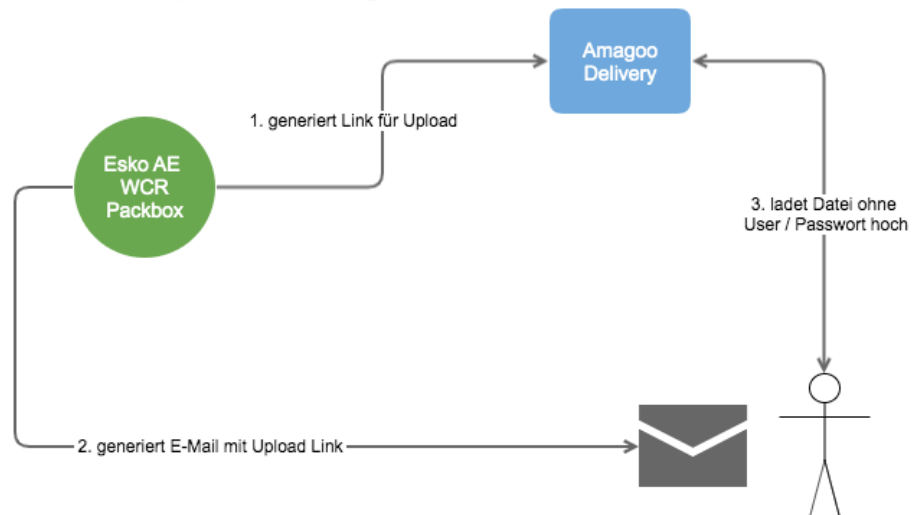 Amagoo
Delivery
1. generiert Link für Upload
Esko AE
WCR
Packbox
3. ladet Datei ohne
User / Passwort hoch
2. generiert E-Mail mit Upload Link